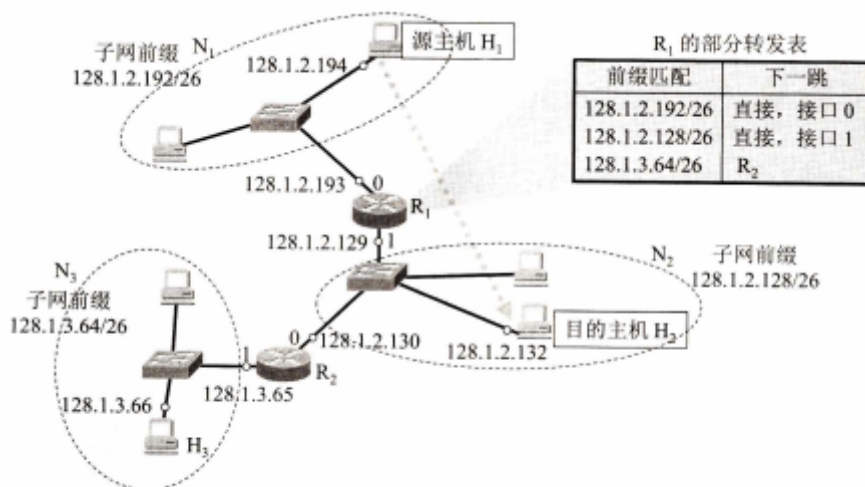 N₁
子网前缀
128.1.2.192/26
128.1.2.194
源主机 H₁
R₁ 的部分转发表
前缀匹配 下一跳
128.1.2.192/26 直接，接口 0
128.1.2.128/26 直接，接口 1
128.1.3.64/26 R₂
128.1.2.193
0
R₁
128.1.2.129
1
N₂
子网前缀
128.1.2.128/26
N₃
子网前缀
128.1.3.64/26
0
128.1.2.130
128.1.2.132
目的主机 H₂
1
R₂
128.1.3.65
128.1.3.66
H₃